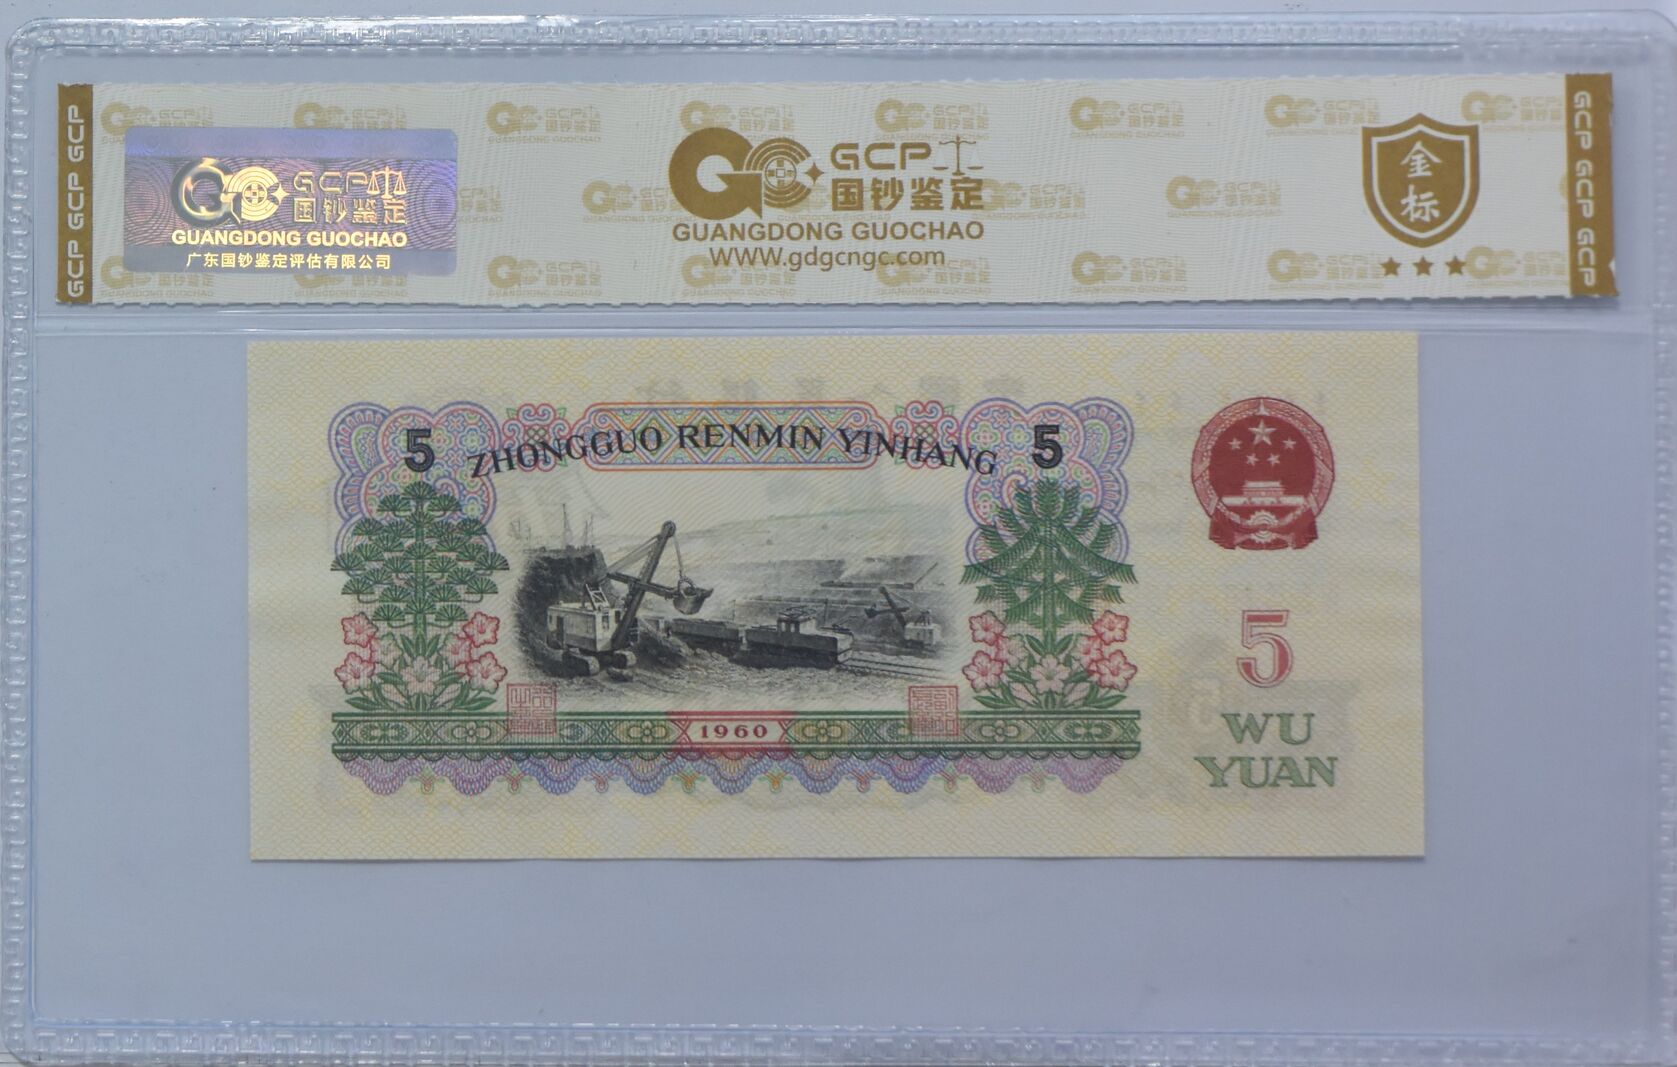 GCP GCP GCP
GCP
国钞鉴定
GUANGDONG GUOCHAO
广东国钞鉴定评估有限公司
GCP
国钞鉴定
GUANGDONG GUOCHAO
WWW.gdgcngc.com
金
标
GCP GCP GCP
5
ZHONGGUO RENMIN YINHANG
5
1960
5
WU
YUAN